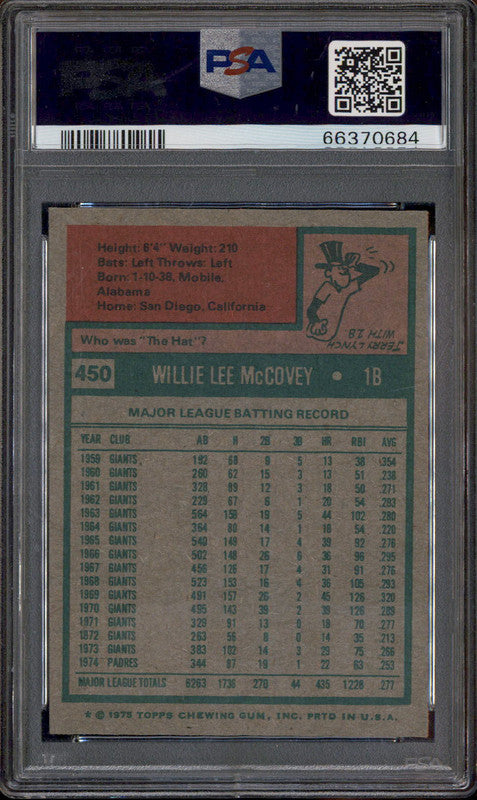 PSA
66370684
Height: 6'4" Weight: 210
Bats: Left Throws: Left
Born: 1-10-38, Mobile,
Alabama
Home: San Diego, California
Who was "The Hat"?
JERRY LYNCH
WITH 18
450 WILLIE LEE McCOVEY • 1B
MAJOR LEAGUE BATTING RECORD
YEAR CLUB AB H 2B 3B HR RBI AVG
1959 GIANTS 192 68 9 5 13 38 .354
1960 GIANTS 260 62 15 3 13 51 .238
1961 GIANTS 328 89 12 3 18 50 .271
1962 GIANTS 229 67 6 1 20 54
1963 GIANTS 564 158 19 5 44 102 .280
1964 GIANTS 364 80 14 1 18 54
1965 GIANTS 540 149 17 4 39 92 .276
1966 GIANTS 502 148 26 6 36 96 .295
1967 GIANTS 456 126 17 4 31 91 .276
1968 GIANTS 523 153 16 4 36 105 .293
1969 GIANTS 491 157 26 2 45 126 .320
1970 GIANTS 495 143 39 2 39 126 .289
1971 GIANTS 329 91 13 0 18 70 .277
1972 GIANTS 263 56 8 0 14 35 .213
1973 GIANTS 383 102 14 3 29 75 .266
1974 PADRES 344 87 19 1 22 63 .253
MAJOR LEAGUE TOTALS 6263 1736 270 44 435 1228 .277
* © 1975 TOPPS CHEWING GUM, INC. PRTD IN U.S.A.
PSA